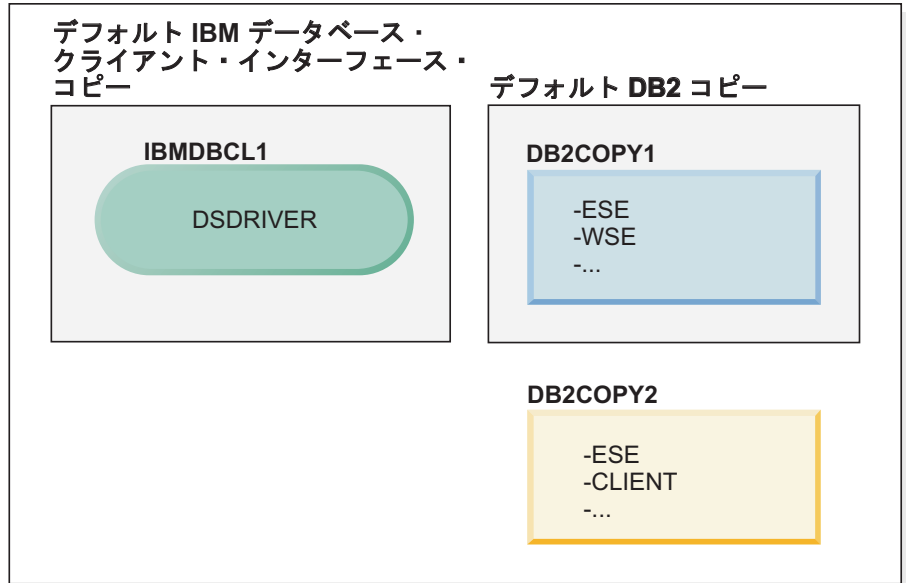 デフォルト IBM データベース・
クライアント・インターフェース・
コピー
IBMDBCL1
DSDRIVER
デフォルト DB2 コピー
DB2COPY1
-ESE
-WSE
-...
DB2COPY2
-ESE
-CLIENT
-...